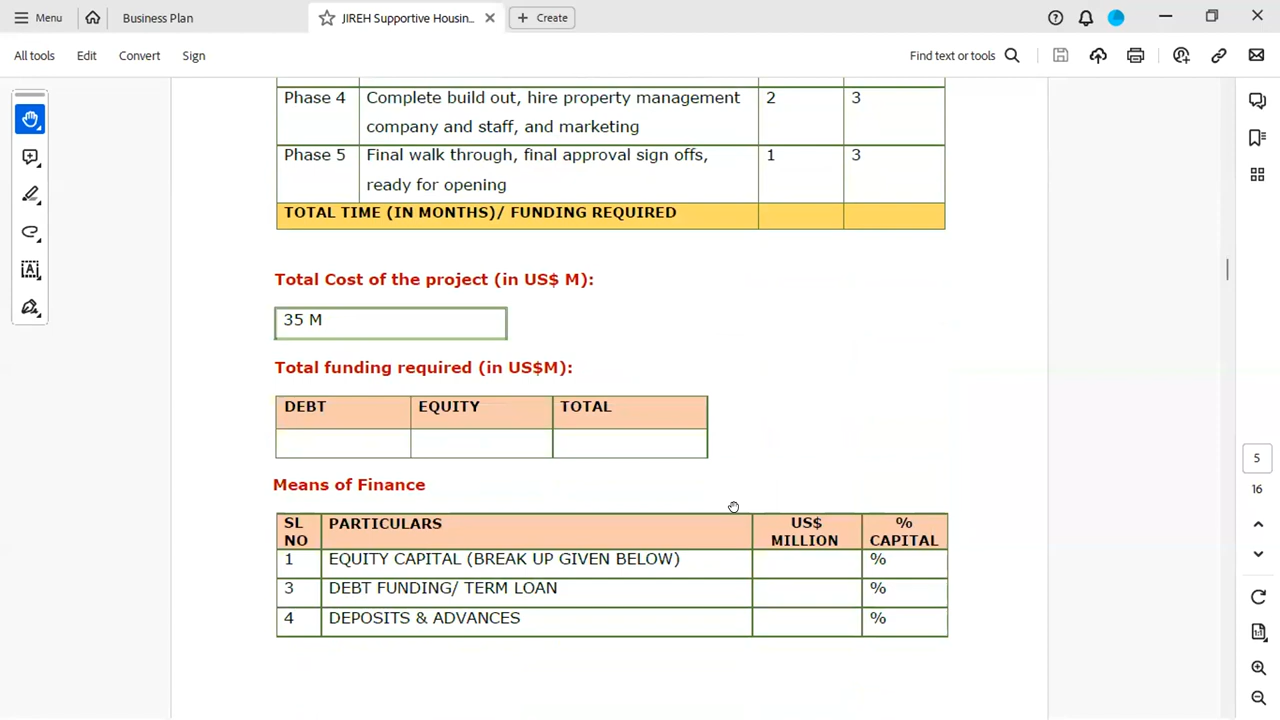 Menu
Business Plan
JIREH Supportive Housin...
Create
All tools
Edit
Convert
Sign
Find text or tools
Phase 4 Complete build out, hire property management 2 3
company and staff, and marketing
Phase 5 Final walk through, final approval sign offs, 1 3
ready for opening
TOTAL TIME (IN MONTHS)/ FUNDING REQUIRED
Total Cost of the project (in US$ M):
35 M
Total funding required (in US$M):
DEBT EQUITY TOTAL
Means of Finance
SL PARTICULARS US$ %
NO MILLION CAPITAL
1 EQUITY CAPITAL (BREAK UP GIVEN BELOW) %
3 DEBT FUNDING/ TERM LOAN %
4 DEPOSITS & ADVANCES %
5
16